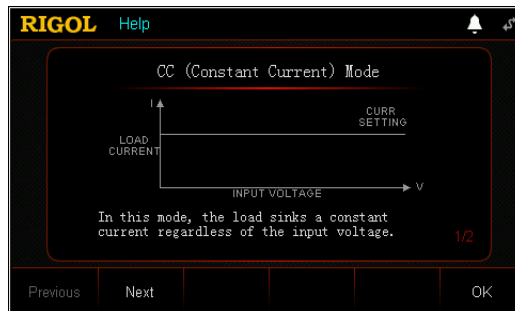 RIGOL Help
CC (Constant Current) Mode
I
CURR
SETTING
LOAD
CURRENT
INPUT VOLTAGE
V
In this mode, the load sinks a constant
current regardless of the input voltage.
1/2
Previous Next OK